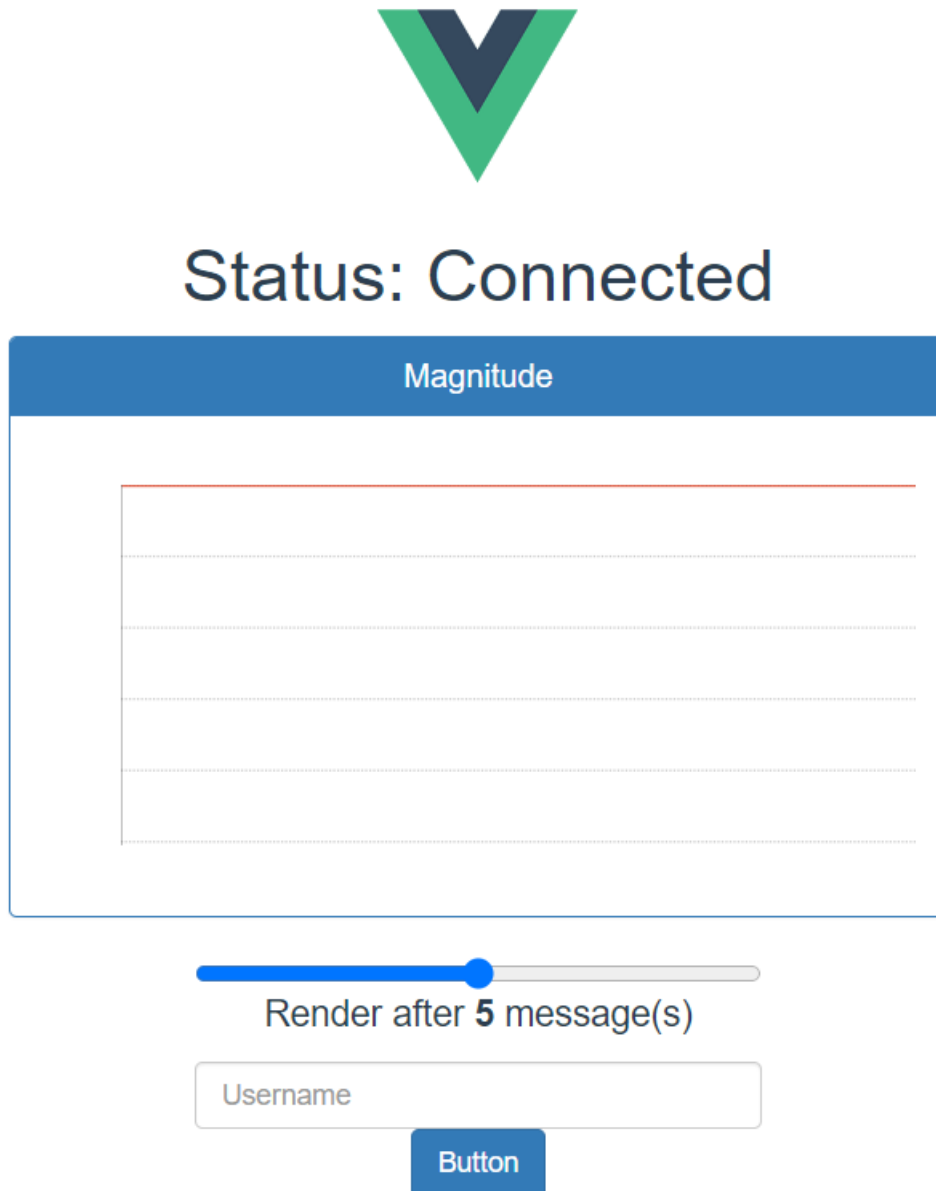 Status: Connected
Magnitude
Render after 5 message(s)
Username
Button